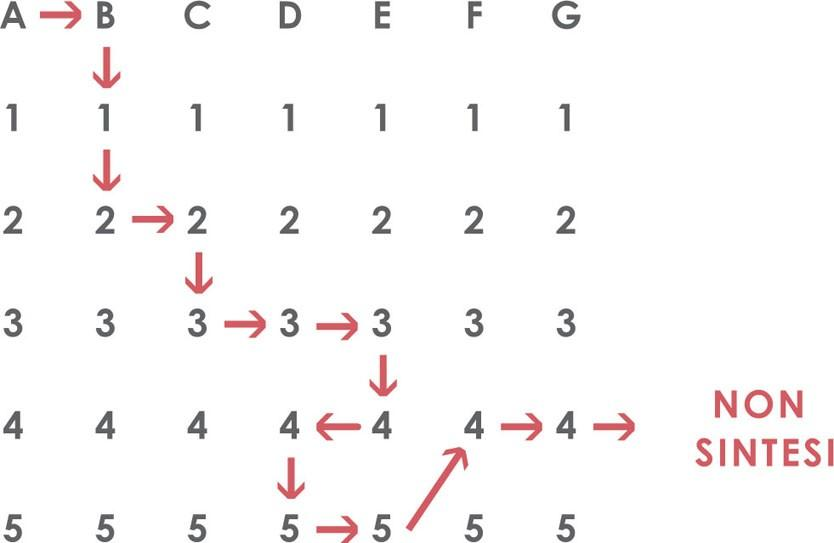 A B C D E F G
1 1 1 1 1 1 1
2 2 2 2 2 2 2
3 3 3 3 3 3 3
4 4 4 4 4 4 4
NON
SINTESI
5 5 5 5 5 5 5